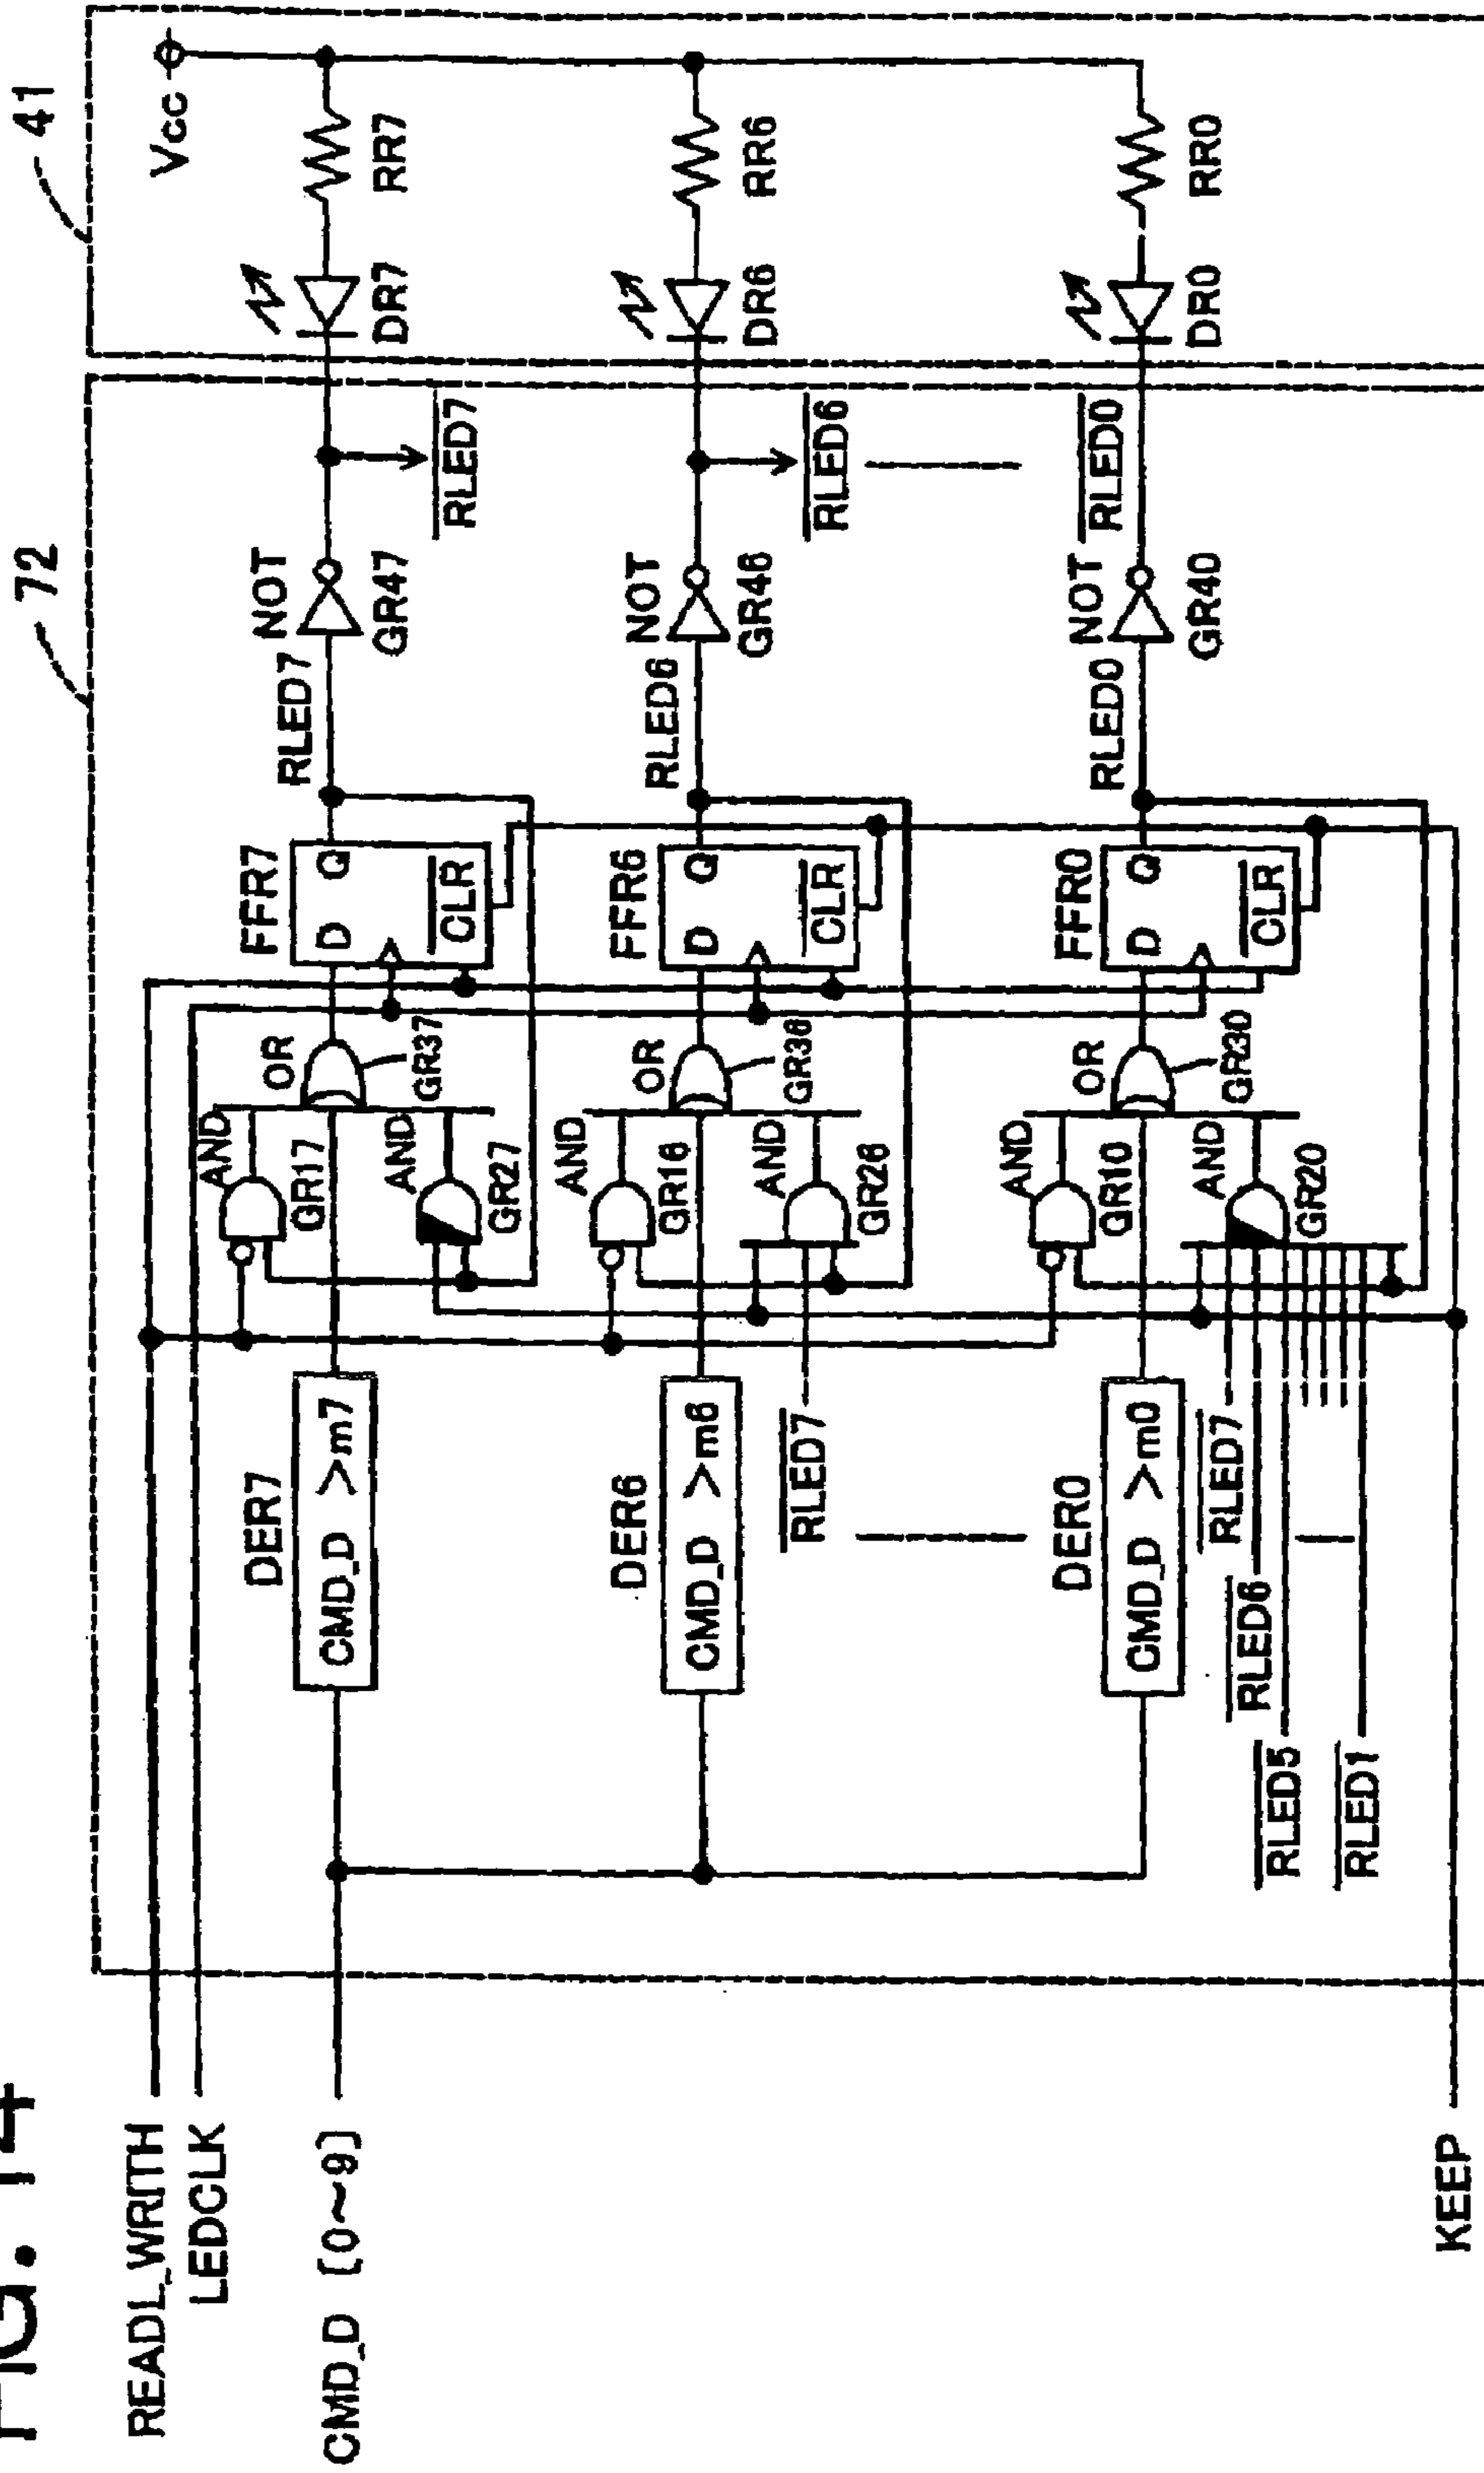 FIG. 14
72
41
READL_WRITH
Vcc
LEDCLK
DER7
AND
OR
FFR7
RLED7
NOT
CMD_D [0~9]
CMD_D >m7
GR17
D Q
AND
GR37
CLR
GR47
DR7
RR7
RLED7
GR27
DER6
AND
OR
FFR6
RLED6
NOT
CMD_D >m6
GR16
D Q
AND
GR36
CLR
GR46
DR6
RR6
RLED7
GR26
RLED6
DER0
AND
OR
FFR0
RLED0
NOT
RLED0
CMD_D >m0
GR10
D Q
AND
GR30
CLR
GR40
DR0
RR0
RLED7
RLED6
GR20
RLED5
RLED1
KEEP